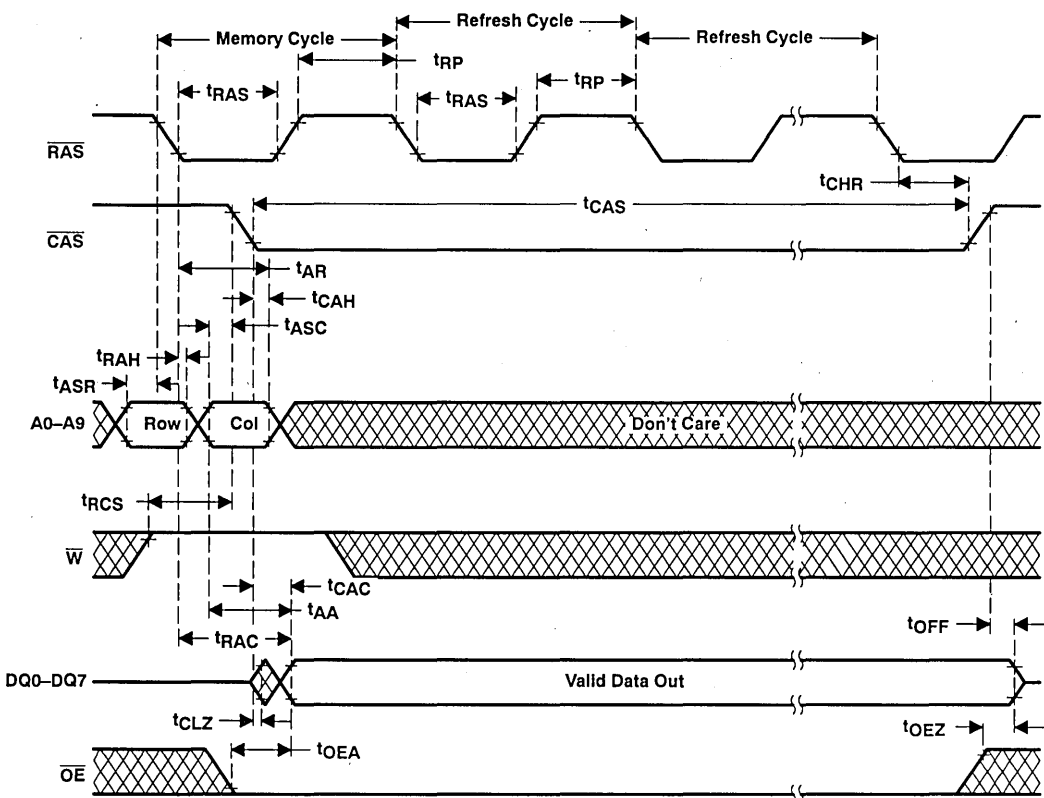 Refresh Cycle
Memory Cycle
Refresh Cycle
tRP
tRAS
tRP
tRAS
RAS
tCHR
tCAS
CAS
tAR
tCAH
tASC
tRAH
tASR
A0–A9
Row
Col
Don't Care
tRCS
W
tCAC
tAA
tRAC
tOFF
DQ0–DQ7
Valid Data Out
tCLZ
tOEZ
tOEA
OE